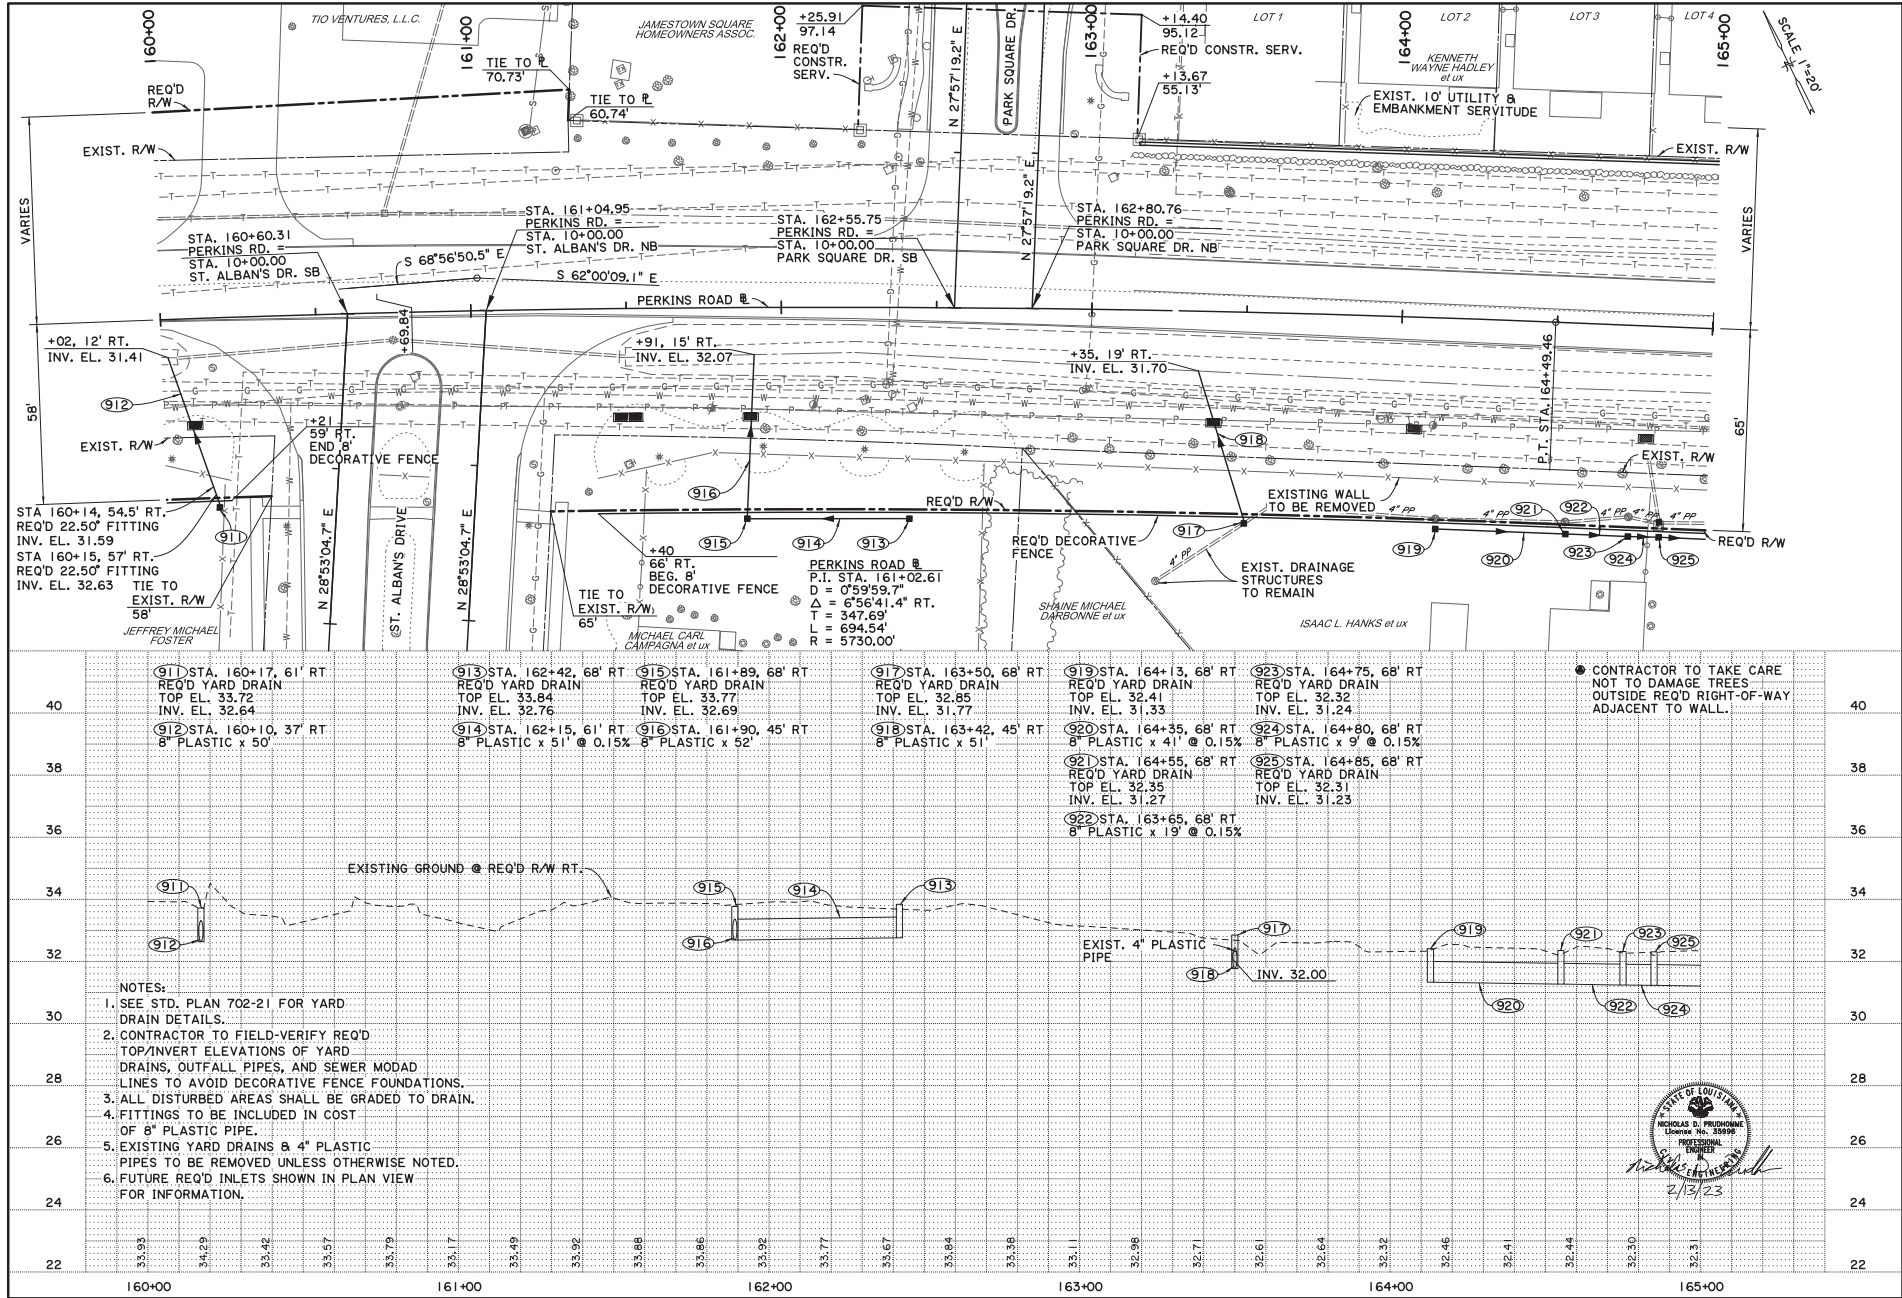 160+00
TIO VENTURES, L.L.C.
161+00
JAMESTOWN SQUARE
HOMEOWNERS ASSOC.
162+00
+25.91
97.14
REQ'D
CONSTR.
SERV.
N 27°57'19.2" E
PARK SQUARE DR.
N 27°57'19.2" E
163+00
+14.40
95.12
REQ'D CONSTR. SERV.
+13.67
55.13'
LOT 1
164+00
LOT 2
LOT 3
LOT 4
165+00
SCALE 1"=20'
KENNETH
WAYNE HADLEY
et ux
EXIST. 10' UTILITY &
EMBANKMENT SERVITUDE
REQ'D
R/W
TIE TO PL
70.73'
TIE TO PL
60.74'
EXIST. R/W
EXIST. R/W
VARIES
VARIES
STA. 160+60.31
PERKINS RD. =
STA. 10+00.00
ST. ALBAN'S DR. SB
STA. 161+04.95
PERKINS RD. =
STA. 10+00.00
ST. ALBAN'S DR. NB
S 68°56'50.5" E
S 62°00'09.1" E
STA. 162+55.75
PERKINS RD. =
STA. 10+00.00
PARK SQUARE DR. SB
STA. 162+80.76
PERKINS RD. =
STA. 10+00.00
PARK SQUARE DR. NB
PERKINS ROAD BL
+02, 12' RT.
INV. EL. 31.41
+69.84
+91, 15' RT.
INV. EL. 32.07
+35, 19' RT.
INV. EL. 31.70
P.T. STA. 164+49.46
58'
65'
912
EXIST. R/W
+21
59' RT.
END 8'
DECORATIVE FENCE
918
EXIST. R/W
916
STA 160+14, 54.5' RT.
REQ'D 22.50° FITTING
INV. EL. 31.59
STA 160+15, 57' RT.
REQ'D 22.50° FITTING
INV. EL. 32.63
TIE TO
EXIST. R/W
58'
911
JEFFREY MICHAEL
FOSTER
N 28°53'04.7" E
ST. ALBAN'S DRIVE
N 28°53'04.7" E
REQ'D R/W
EXISTING WALL
TO BE REMOVED
4" PP
4" PP
921
922
4" PP
4" PP
915
914
913
917
919
920
923
924
925
REQ'D R/W
+40
66' RT.
BEG. 8'
DECORATIVE FENCE
TIE TO
EXIST. R/W
65'
MICHAEL CARL
CAMPAGNA et ux
PERKINS ROAD BL
P.I. STA. 161+02.61
D = 0°59'59.7"
Δ = 6°56'41.4" RT.
T = 347.69'
L = 694.54'
R = 5730.00'
REQ'D DECORATIVE
FENCE
4" PP
EXIST. DRAINAGE
STRUCTURES
TO REMAIN
SHAINE MICHAEL
DARBONNE et ux
ISAAC L. HANKS et ux
911 STA. 160+17, 61' RT
REQ'D YARD DRAIN
TOP EL. 33.72
INV. EL. 32.64
912 STA. 160+10, 37' RT
8" PLASTIC x 50'
913 STA. 162+42, 68' RT
REQ'D YARD DRAIN
TOP EL. 33.84
INV. EL. 32.76
914 STA. 162+15, 61' RT
8" PLASTIC x 51' @ 0.15%
915 STA. 161+89, 68' RT
REQ'D YARD DRAIN
TOP EL. 33.77
INV. EL. 32.69
916 STA. 161+90, 45' RT
8" PLASTIC x 52'
917 STA. 163+50, 68' RT
REQ'D YARD DRAIN
TOP EL. 32.85
INV. EL. 31.77
918 STA. 163+42, 45' RT
8" PLASTIC x 51'
919 STA. 164+13, 68' RT
REQ'D YARD DRAIN
TOP EL. 32.41
INV. EL. 31.33
920 STA. 164+35, 68' RT
8" PLASTIC x 41' @ 0.15%
921 STA. 164+55, 68' RT
REQ'D YARD DRAIN
TOP EL. 32.35
INV. EL. 31.27
922 STA. 163+65, 68' RT
8" PLASTIC x 19' @ 0.15%
923 STA. 164+75, 68' RT
REQ'D YARD DRAIN
TOP EL. 32.32
INV. EL. 31.24
924 STA. 164+80, 68' RT
8" PLASTIC x 9' @ 0.15%
925 STA. 164+85, 68' RT
REQ'D YARD DRAIN
TOP EL. 32.31
INV. EL. 31.23
CONTRACTOR TO TAKE CARE
NOT TO DAMAGE TREES
OUTSIDE REQ'D RIGHT-OF-WAY
ADJACENT TO WALL.
40
40
38
38
36
36
34
34
32
32
30
30
28
28
26
26
24
24
22
22
EXISTING GROUND @ REQ'D R/W RT.
911
912
915
914
913
916
917
EXIST. 4" PLASTIC
PIPE
918
INV. 32.00
919
921
923
925
920
922
924
NOTES:
1. SEE STD. PLAN 702-21 FOR YARD
DRAIN DETAILS.
2. CONTRACTOR TO FIELD-VERIFY REQ'D
TOP/INVERT ELEVATIONS OF YARD
DRAINS, OUTFALL PIPES, AND SEWER MODAD
LINES TO AVOID DECORATIVE FENCE FOUNDATIONS.
3. ALL DISTURBED AREAS SHALL BE GRADED TO DRAIN.
4. FITTINGS TO BE INCLUDED IN COST
OF 8" PLASTIC PIPE.
5. EXISTING YARD DRAINS & 4" PLASTIC
PIPES TO BE REMOVED UNLESS OTHERWISE NOTED.
6. FUTURE REQ'D INLETS SHOWN IN PLAN VIEW
FOR INFORMATION.
STATE OF LOUISIANA
NICHOLAS D. PRUDHOMME
License No. 35996
PROFESSIONAL
ENGINEER
IN
CIVIL ENGINEERING
2/13/23
33.93
34.29
33.42
33.57
33.79
33.17
33.49
33.92
33.88
33.86
33.92
33.77
33.67
33.84
33.38
33.11
32.98
32.71
32.61
32.64
32.32
32.46
32.41
32.44
32.30
32.31
160+00
161+00
162+00
163+00
164+00
165+00